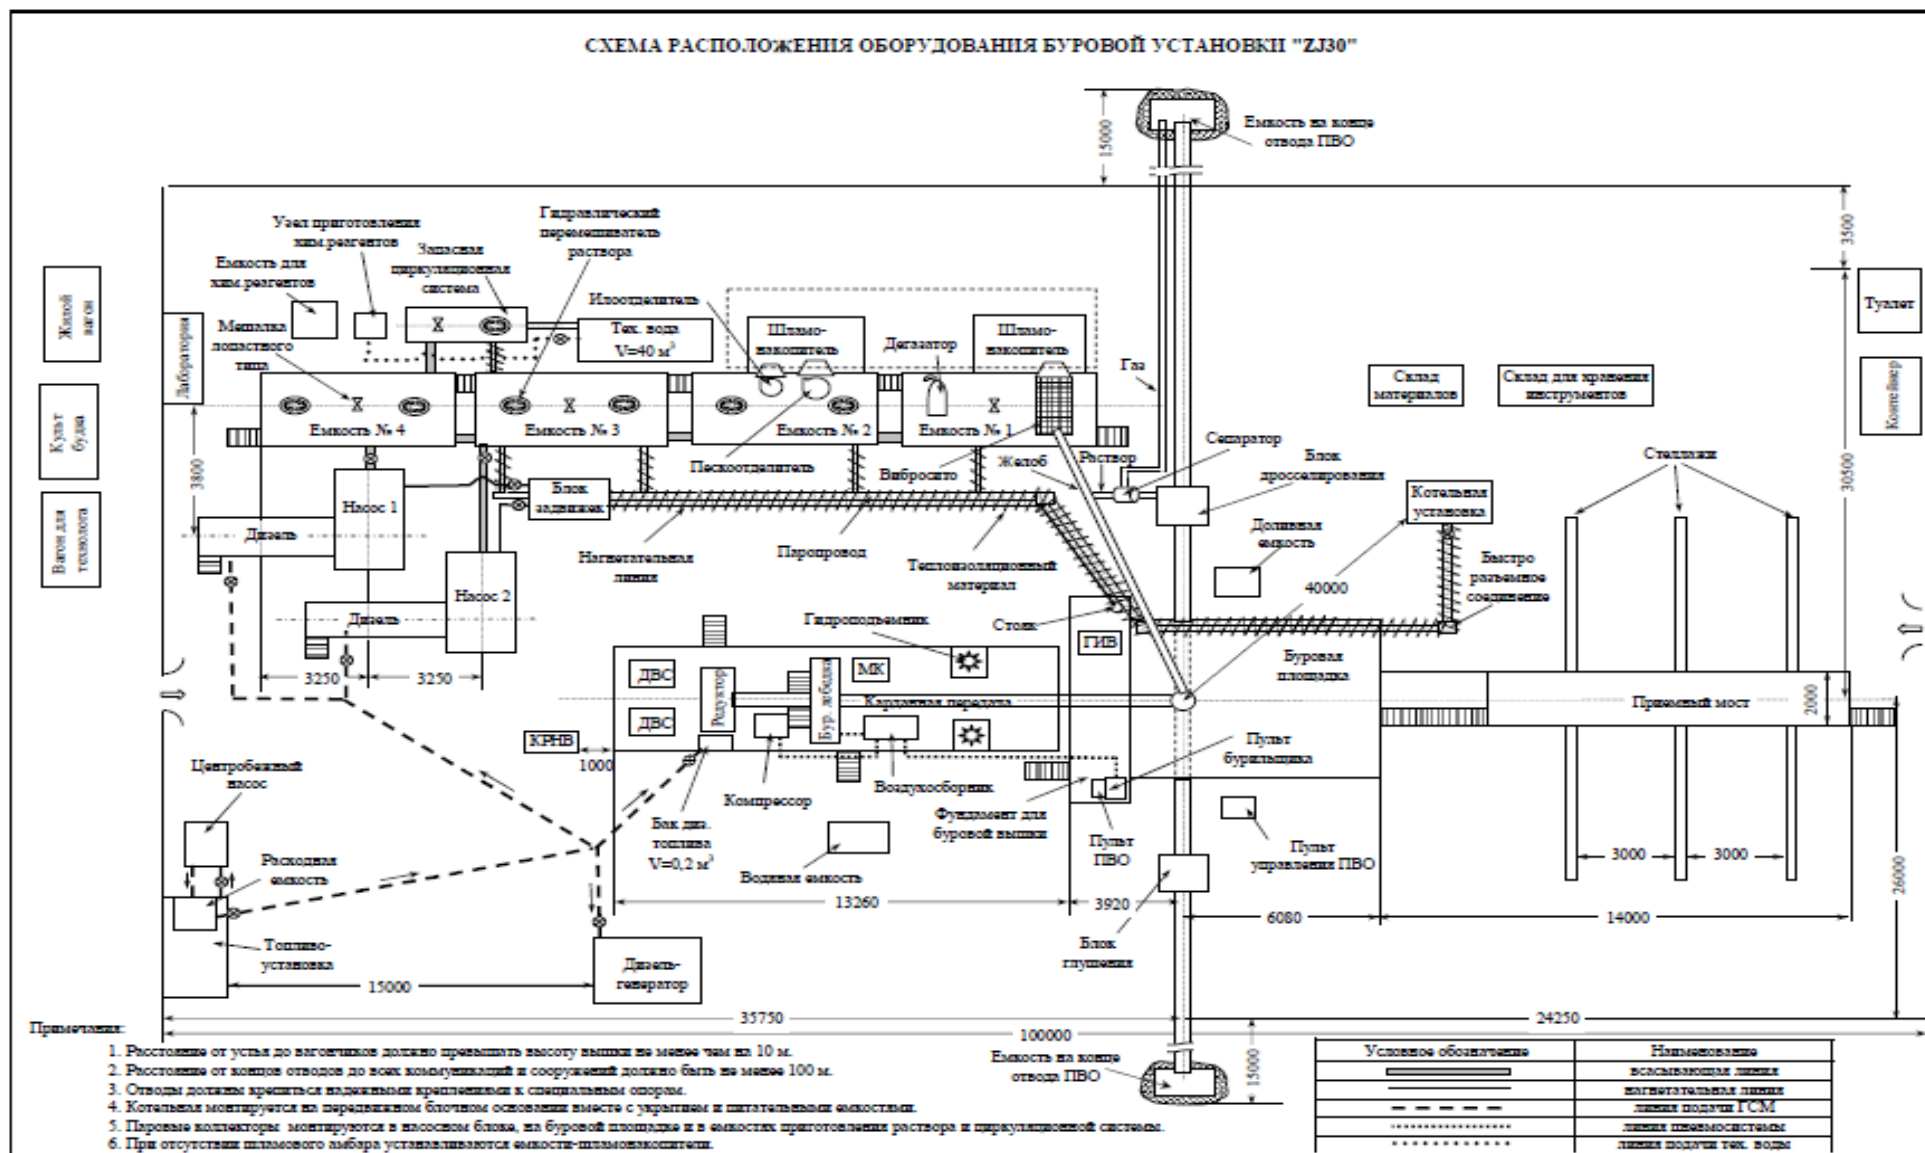 СХЕМА РАСПОЛОЖЕНИЯ ОБОРУДОВАНИЯ БУРОВОЙ УСТАНОВКИ "ZJ30"
Емкость на конце
отвода ПВО
15000
3500
Узел приготовления
хим.реагентов
Гидравлический
перемешиватель
раствора
Запасная
циркуляционная
система
Емкость для
хим.реагентов
Илоотделитель
Жилой
вагон
Лаборатория
Мешалка
лопастного
типа
Тех. вода
V=40 м³
Шламо-
накопитель
Дегазатор
Шламо-
накопитель
Газ
Туалет
Склад
материалов
Склад для хранения
инструментов
Контейнер
Культ
будка
Емкость № 4
Емкость № 3
Емкость № 2
Емкость № 1
Пескоотделитель
Вибросито
Желоб
Раствор
Сепаратор
Блок
дросселирования
Стеллажи
30500
3800
Вагон для
технолога
Насос 1
Блок
задвижек
Котельная
установка
Дизель
Нагнетательная
линия
Паропровод
Теплоизоляционный
материал
Доливная
емкость
40000
Быстро
разъемное
соединение
Насос 2
Дизель
Гидроподъемник
Стояк
ГИВ
Буровая
площадка
3250
3250
ДВС
Редуктор
Бур. лебедка
МК
Карданная передача
Приемный мост
2000
ДВС
КРНВ
1000
Центробежный
насос
Компрессор
Воздухосборник
Пульт
бурильщика
Бак диз.
топлива
V=0,2 м³
Фундамент для
буровой вышки
Пульт
ПВО
Пульт
управления ПВО
3000
3000
Расходная
емкость
Водяная емкость
26000
13260
3920
6080
14000
Топливо-
установка
Дизель-
генератор
Блок
глушения
15000
35750
24250
100000
Примечания:
1. Расстояние от устья до вагончиков должно превышать высоту вышки не менее чем на 10 м.
2. Расстояние от концов отводов до всех коммуникаций и сооружений должно быть не менее 100 м.
3. Отводы должны крепиться надежными креплениями к специальным опорам.
4. Котельная монтируется на передвижном блочном основании вместе с укрытием и питательными емкостями.
5. Паровые коллекторы монтируются в насосном блоке, на буровой площадке и в емкостях приготовления раствора и циркуляционной системы.
6. При отсутствии шламового амбара устанавливаются емкости-шламонакопители.
Емкость на конце
отвода ПВО
15000
Условное обозначение Наименование
всасывающая линия
нагнетательная линия
линия подачи ГСМ
линия пневмосистемы
линия подачи тех. воды